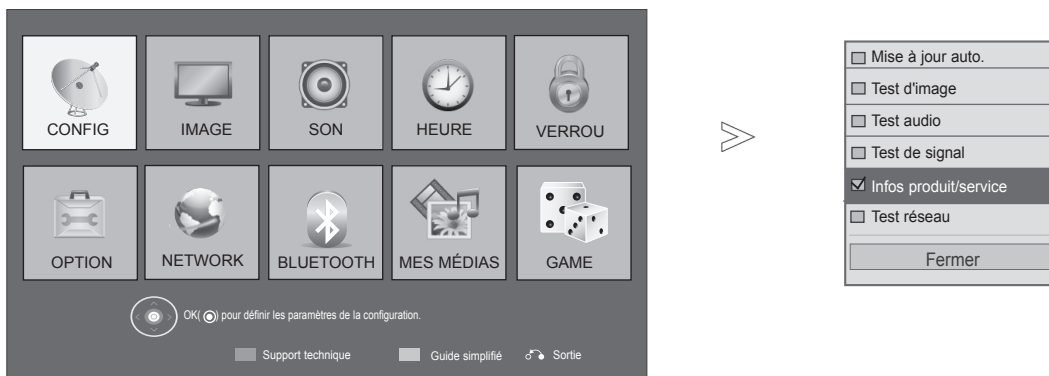 CONFIG
IMAGE
SON
HEURE
VERROU
OPTION
NETWORK
BLUETOOTH
MES MÉDIAS
GAME
OK( ) pour définir les paramètres de la configuration.
Support technique
Guide simplifié
Sortie
Mise à jour auto.
Test d'image
Test audio
Test de signal
Infos produit/service
Test réseau
Fermer